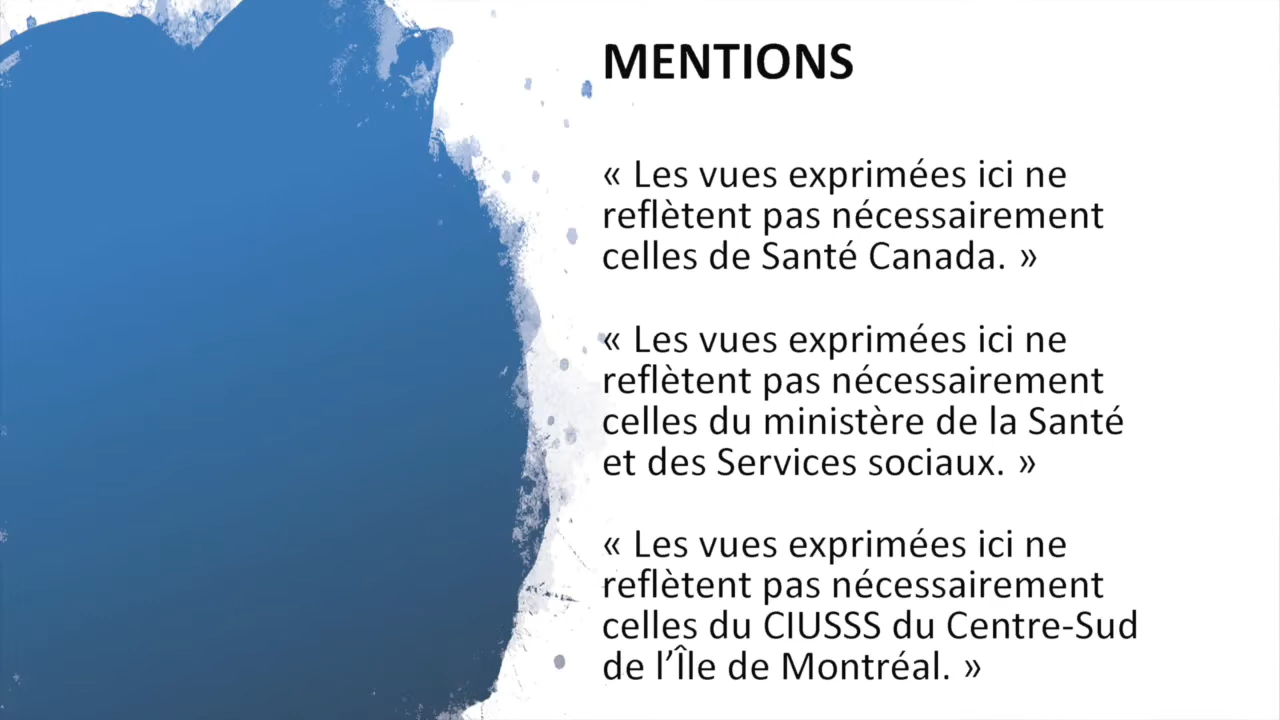 MENTIONS
« Les vues exprimées ici ne
reflètent pas nécessairement
celles de Santé Canada. »
« Les vues exprimées ici ne
reflètent pas nécessairement
celles du ministère de la Santé
et des Services sociaux. »
« Les vues exprimées ici ne
reflètent pas nécessairement
celles du CIUSSS du Centre-Sud
de l’Île de Montréal. »